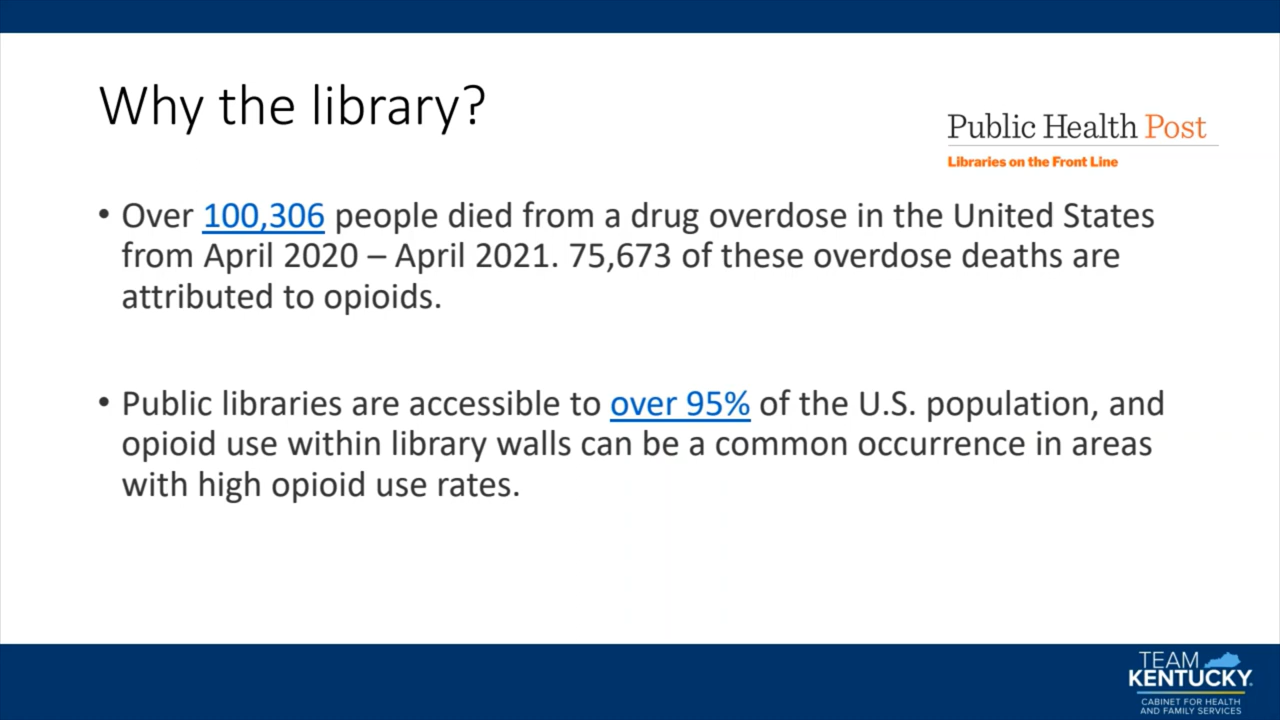 Why the library?
Public Health Post
Libraries on the Front Line
• Over 100,306 people died from a drug overdose in the United States
from April 2020 – April 2021. 75,673 of these overdose deaths are
attributed to opioids.
• Public libraries are accessible to over 95% of the U.S. population, and
opioid use within library walls can be a common occurrence in areas
with high opioid use rates.
TEAM
KENTUCKY.
CABINET FOR HEALTH
AND FAMILY SERVICES